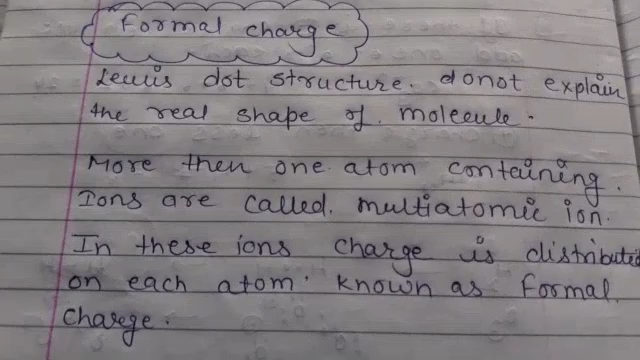 Formal charge
Lewis dot structure. donot explain
the real shape of molecule.
More then one atom containing.
Ions are called. multiatomic ion.
In these ions charge is distributed
on each atom. known as formal.
charge.